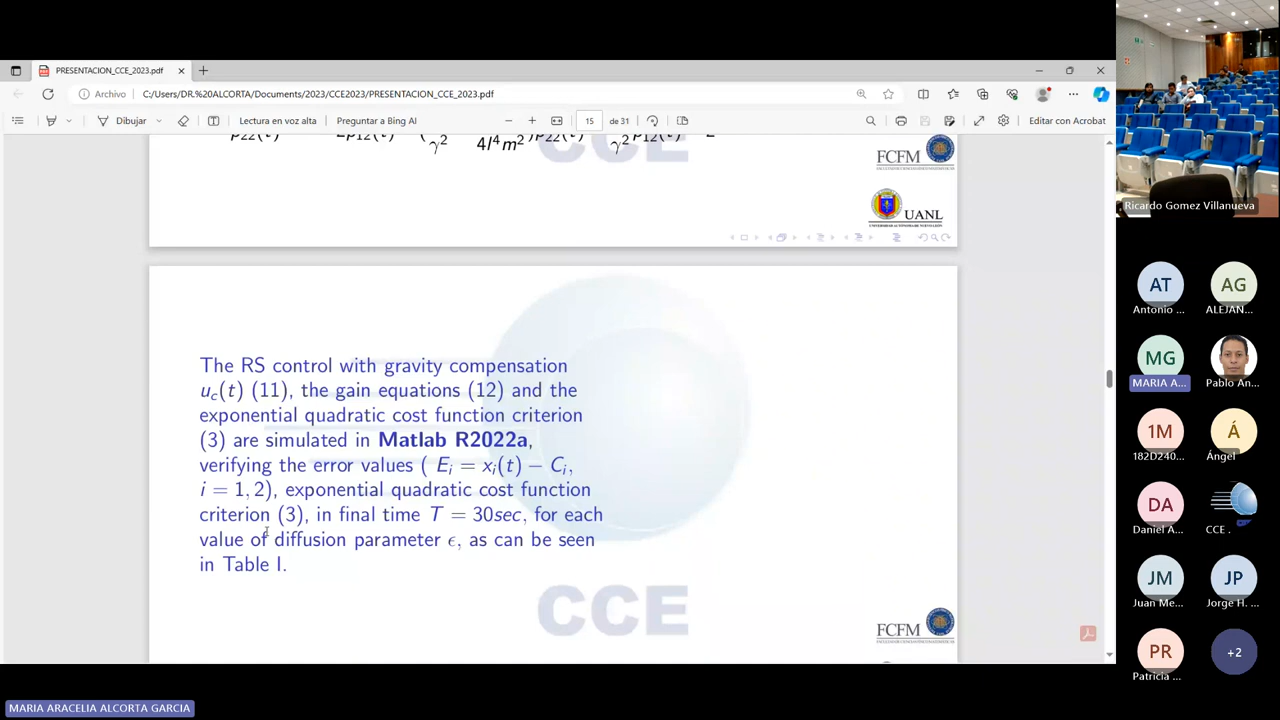 PRESENTACION_CCE_2023.pdf
Archivo C:/Users/DR.%20ALCORTA/Documents/2023/CCE2023/PRESENTACION_CCE_2023.pdf
Dibujar Lectura en voz alta Preguntar a Bing AI 15 de 31 Editar con Acrobat
CCE
FCFM
UANL
The RS control with gravity compensation
u_c(t) (11), the gain equations (12) and the
exponential quadratic cost function criterion
(3) are simulated in Matlab R2022a,
verifying the error values ( E_i = x_i(t) − C_i,
i = 1, 2), exponential quadratic cost function
criterion (3), in final time T = 30sec, for each
value of diffusion parameter ϵ, as can be seen
in Table I.
CCE
FCFM
Ricardo Gomez Villanueva
AT AG
Antonio ... ALEJAN...
MG
MARIA A... Pablo An...
1M Á
182D240... Ángel
DA
Daniel A... CCE .
JM JP
Juan Me... Jorge H. ...
PR +2
Patricia ...
MARIA ARACELIA ALCORTA GARCIA